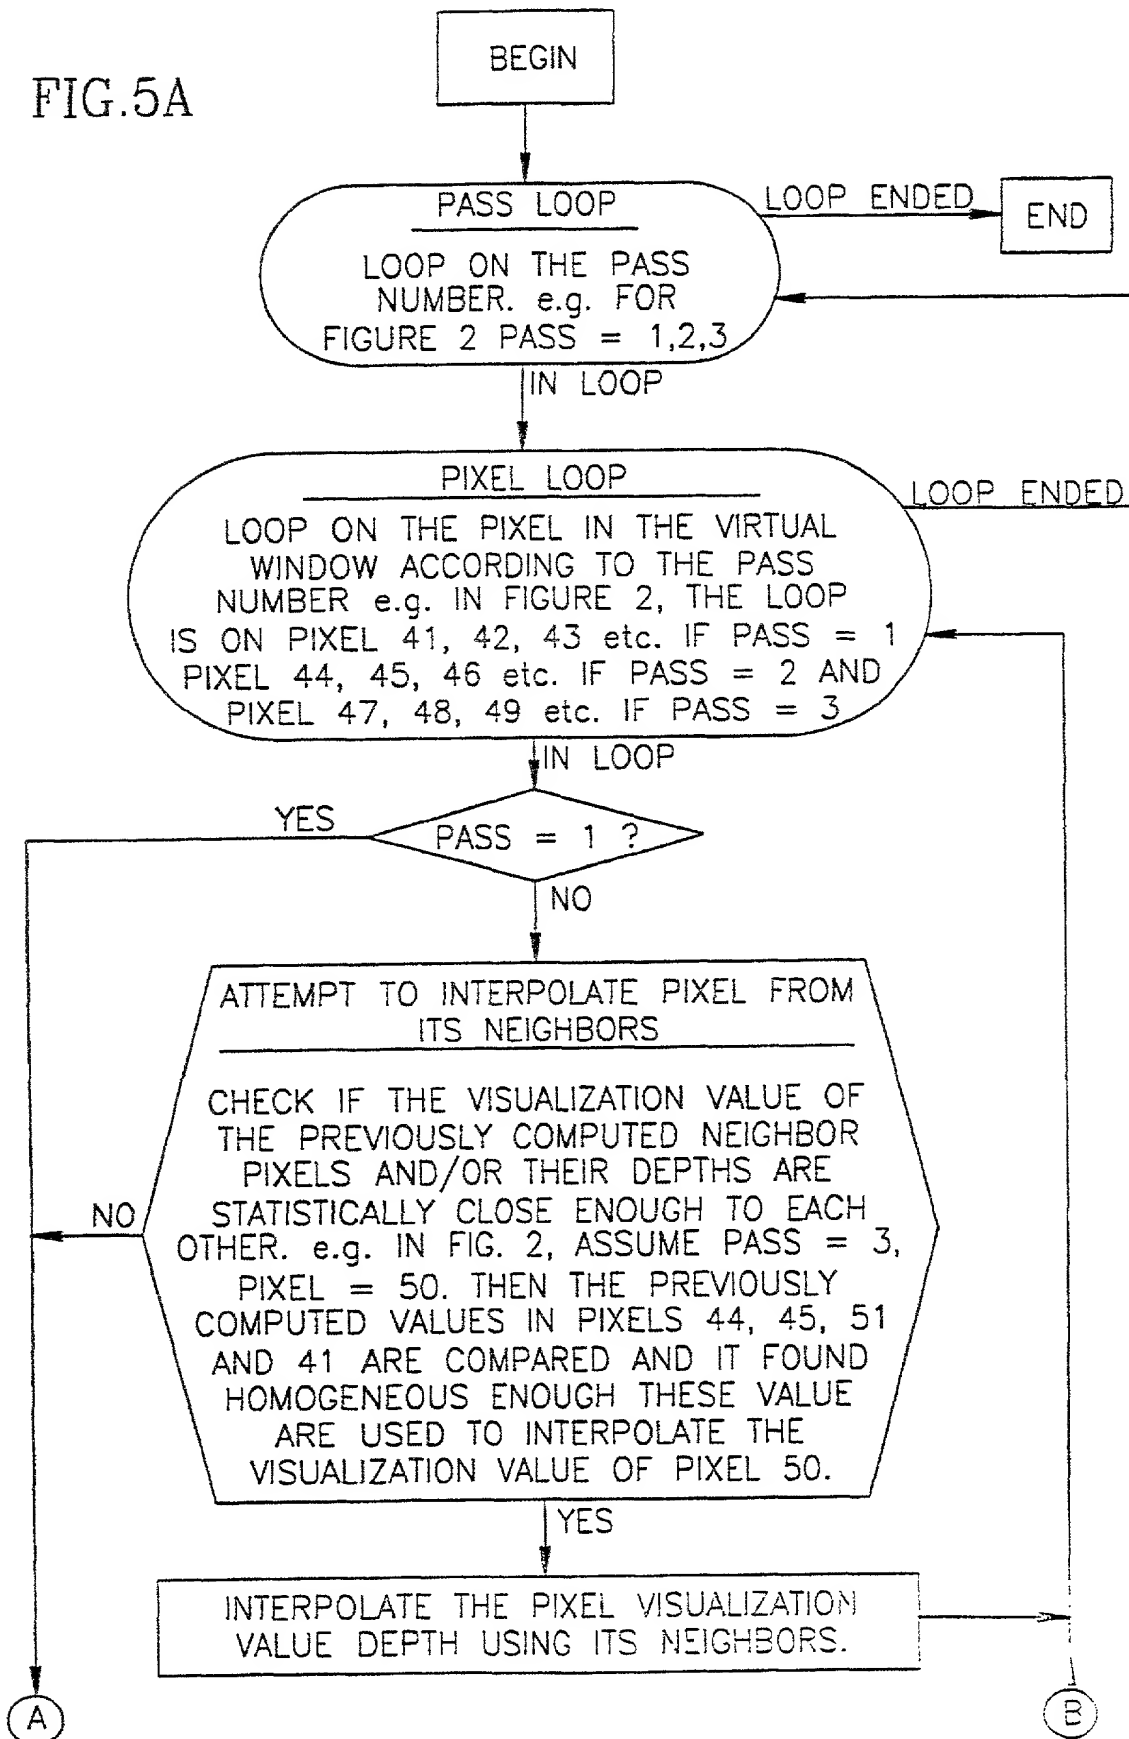 FIG.5A
BEGIN
PASS LOOP
LOOP ENDED
END
LOOP ON THE PASS
NUMBER. e.g. FOR
FIGURE 2 PASS = 1,2,3
IN LOOP
PIXEL LOOP
LOOP ENDED
LOOP ON THE PIXEL IN THE VIRTUAL
WINDOW ACCORDING TO THE PASS
NUMBER e.g. IN FIGURE 2, THE LOOP
IS ON PIXEL 41, 42, 43 etc. IF PASS = 1
PIXEL 44, 45, 46 etc. IF PASS = 2 AND
PIXEL 47, 48, 49 etc. IF PASS = 3
IN LOOP
YES
PASS = 1 ?
NO
ATTEMPT TO INTERPOLATE PIXEL FROM
ITS NEIGHBORS
CHECK IF THE VISUALIZATION VALUE OF
THE PREVIOUSLY COMPUTED NEIGHBOR
PIXELS AND/OR THEIR DEPTHS ARE
STATISTICALLY CLOSE ENOUGH TO EACH
OTHER. e.g. IN FIG. 2, ASSUME PASS = 3,
PIXEL = 50. THEN THE PREVIOUSLY
COMPUTED VALUES IN PIXELS 44, 45, 51
AND 41 ARE COMPARED AND IT FOUND
HOMOGENEOUS ENOUGH THESE VALUE
ARE USED TO INTERPOLATE THE
VISUALIZATION VALUE OF PIXEL 50.
NO
YES
INTERPOLATE THE PIXEL VISUALIZATION
VALUE DEPTH USING ITS NEIGHBORS.
A
B